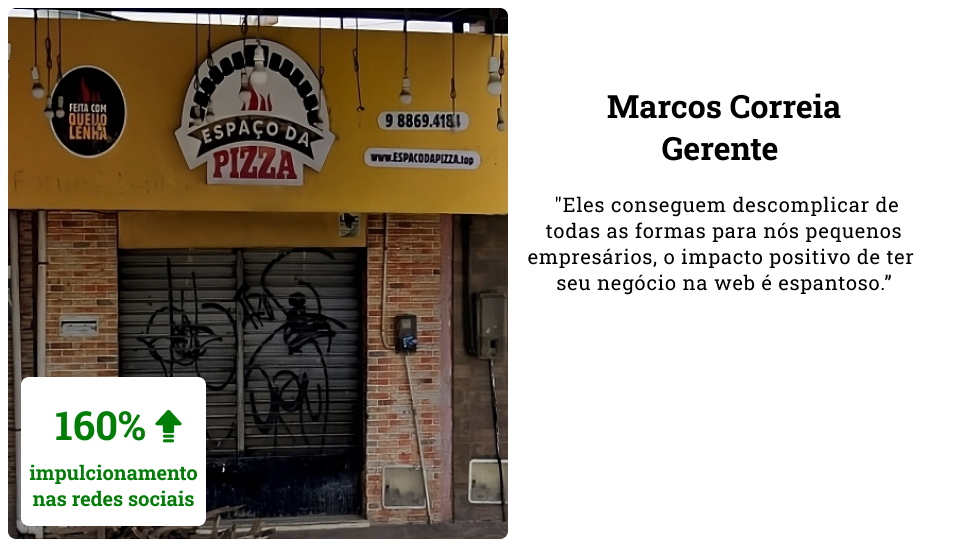 FEITA COM
QUEIJO
LENHA
ESPAÇO DA
PIZZA
9 8869.4184
www.ESPACODAPIZZA.top
160%
impulcionamento
nas redes sociais
Marcos Correia
Gerente
"Eles conseguem descomplicar de
todas as formas para nós pequenos
empresários, o impacto positivo de ter
seu negócio na web é espantoso.”